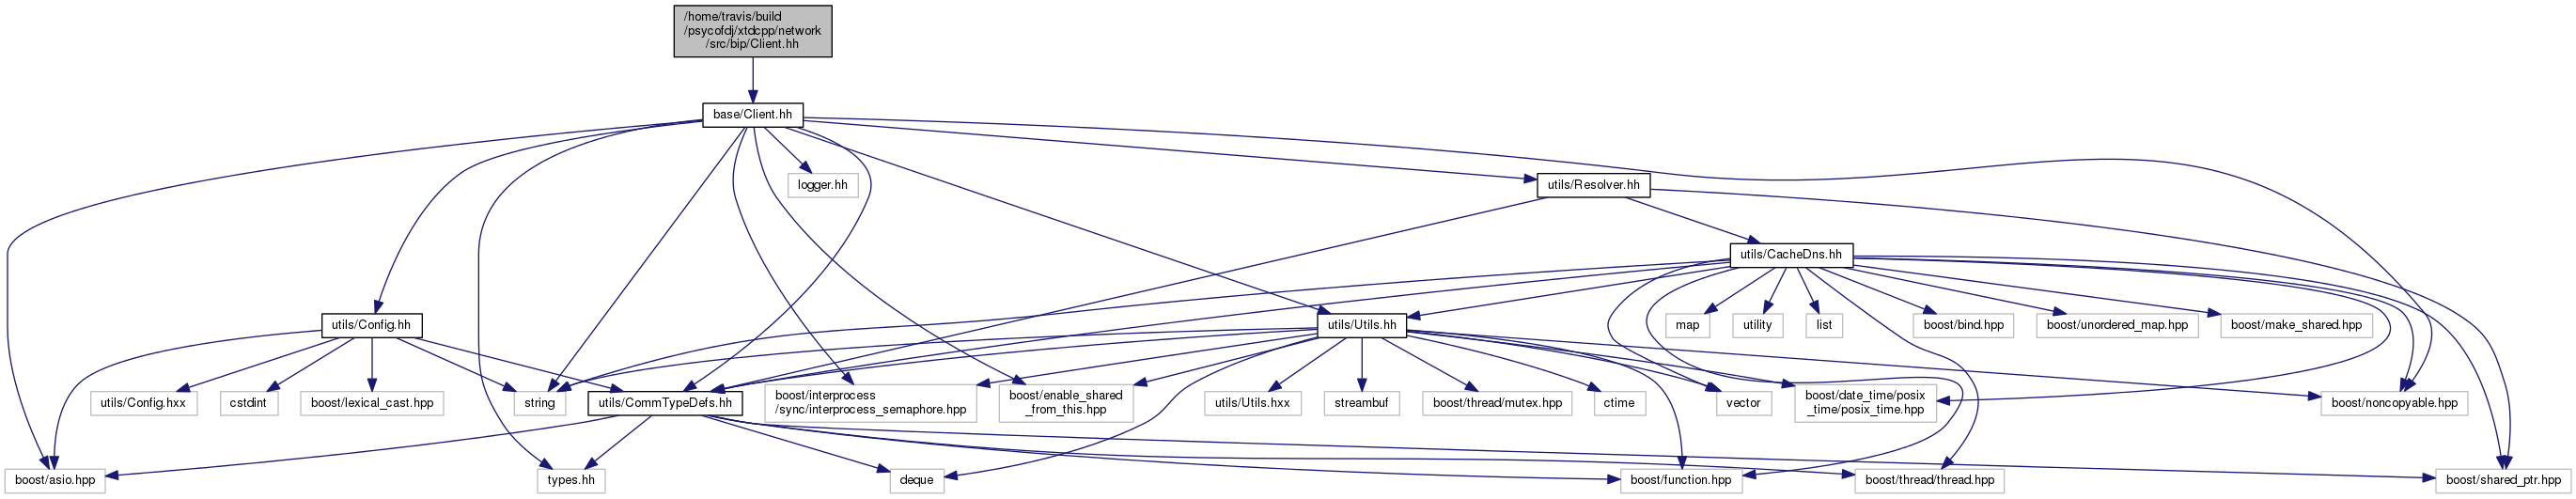 /home/travis/build
/psycofdj/xtdcpp/network
/src/bip/Client.hh
base/Client.hh
logger.hh
utils/Resolver.hh
utils/CacheDns.hh
utils/Config.hh
utils/Utils.hh
map
utility
list
boost/bind.hpp
boost/unordered_map.hpp
boost/make_shared.hpp
utils/Config.hxx
cstdint
boost/lexical_cast.hpp
string
utils/CommTypeDefs.hh
boost/interprocess
/sync/interprocess_semaphore.hpp
boost/enable_shared
_from_this.hpp
utils/Utils.hxx
streambuf
boost/thread/mutex.hpp
ctime
vector
boost/date_time/posix
_time/posix_time.hpp
boost/noncopyable.hpp
boost/asio.hpp
types.hh
deque
boost/function.hpp
boost/thread/thread.hpp
boost/shared_ptr.hpp